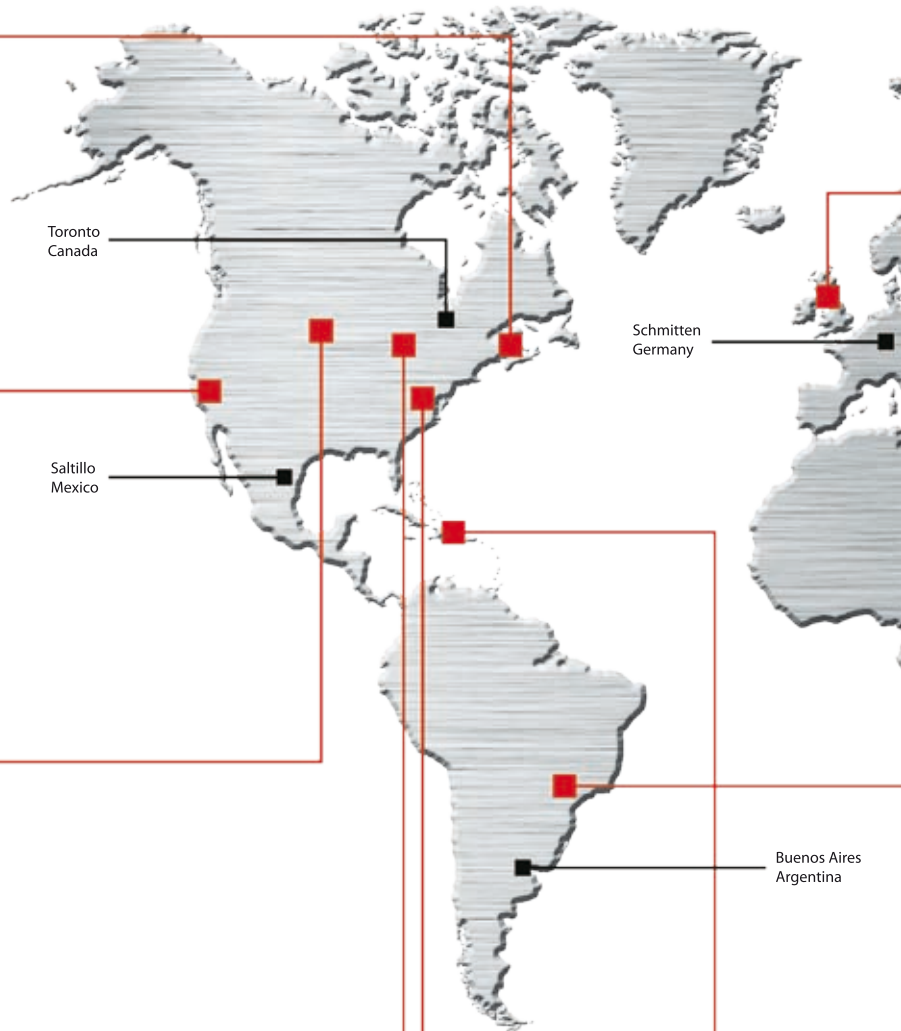 Toronto
Canada
Schmitten
Germany
Saltillo
Mexico
Buenos Aires
Argentina